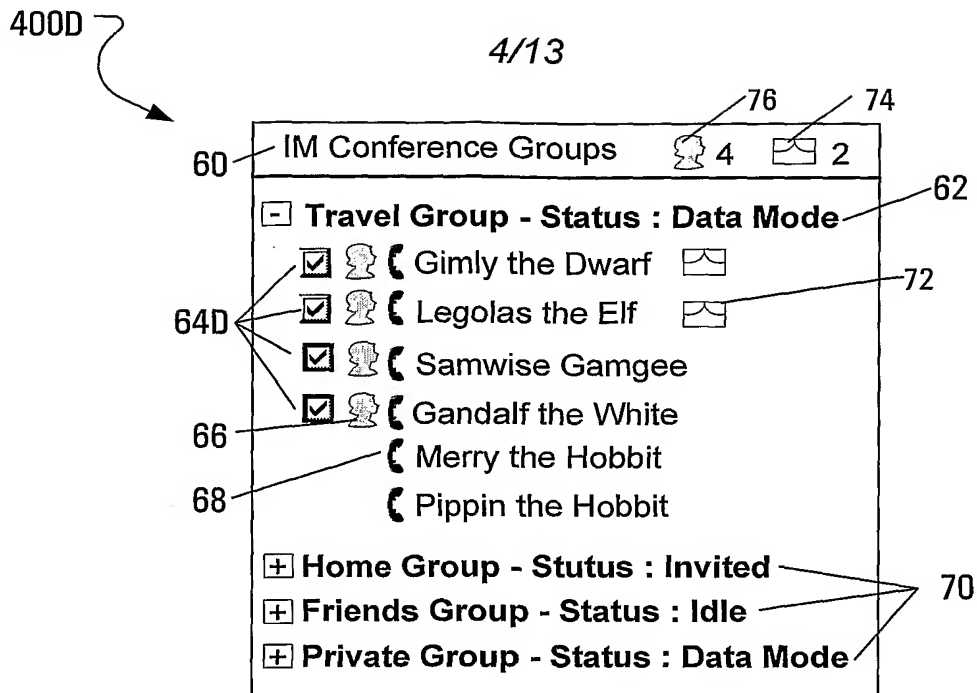 400D
4/13
76 74
60 IM Conference Groups 4 2
62
Travel Group - Status : Data Mode
Gimly the Dwarf
72
Legolas the Elf
64D
Samwise Gamgee
Gandalf the White
66
Merry the Hobbit
68
Pippin the Hobbit
Home Group - Stutus : Invited
70
Friends Group - Status : Idle
Private Group - Status : Data Mode